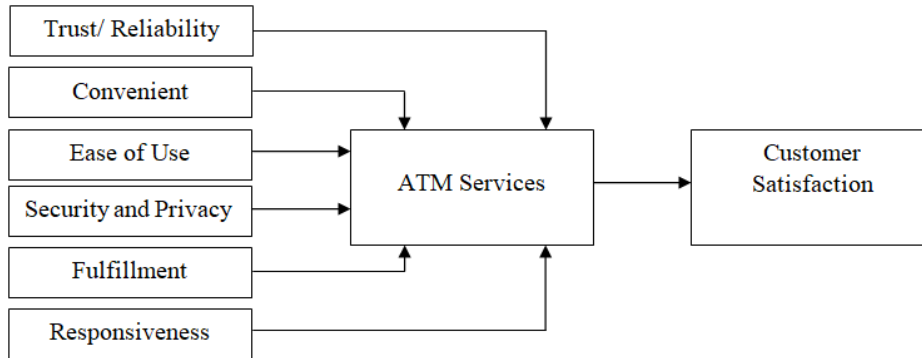 Trust/ Reliability
Convenient
Ease of Use
Security and Privacy
Fulfillment
Responsiveness
ATM Services
Customer
Satisfaction